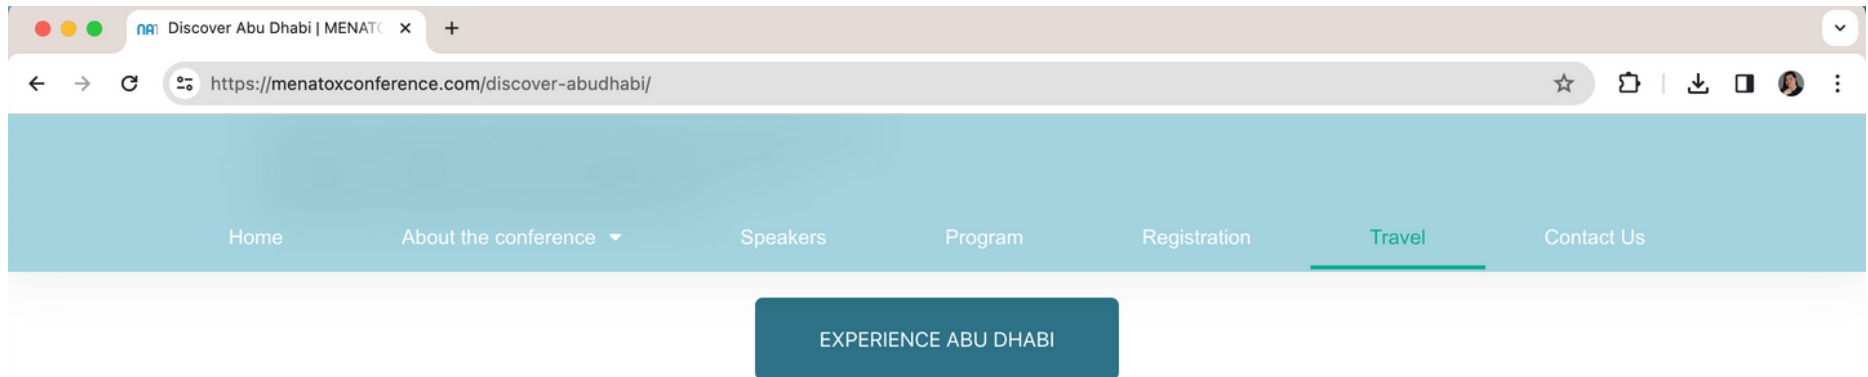 Discover Abu Dhabi | MENATO
https://menatoxconference.com/discover-abudhabi/
Home About the conference Speakers Program Registration Travel Contact Us
EXPERIENCE ABU DHABI